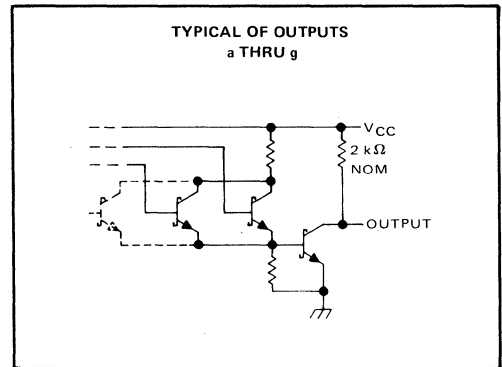 TYPICAL OF OUTPUTS
a THRU g
VCC
2 kΩ
NOM
OUTPUT